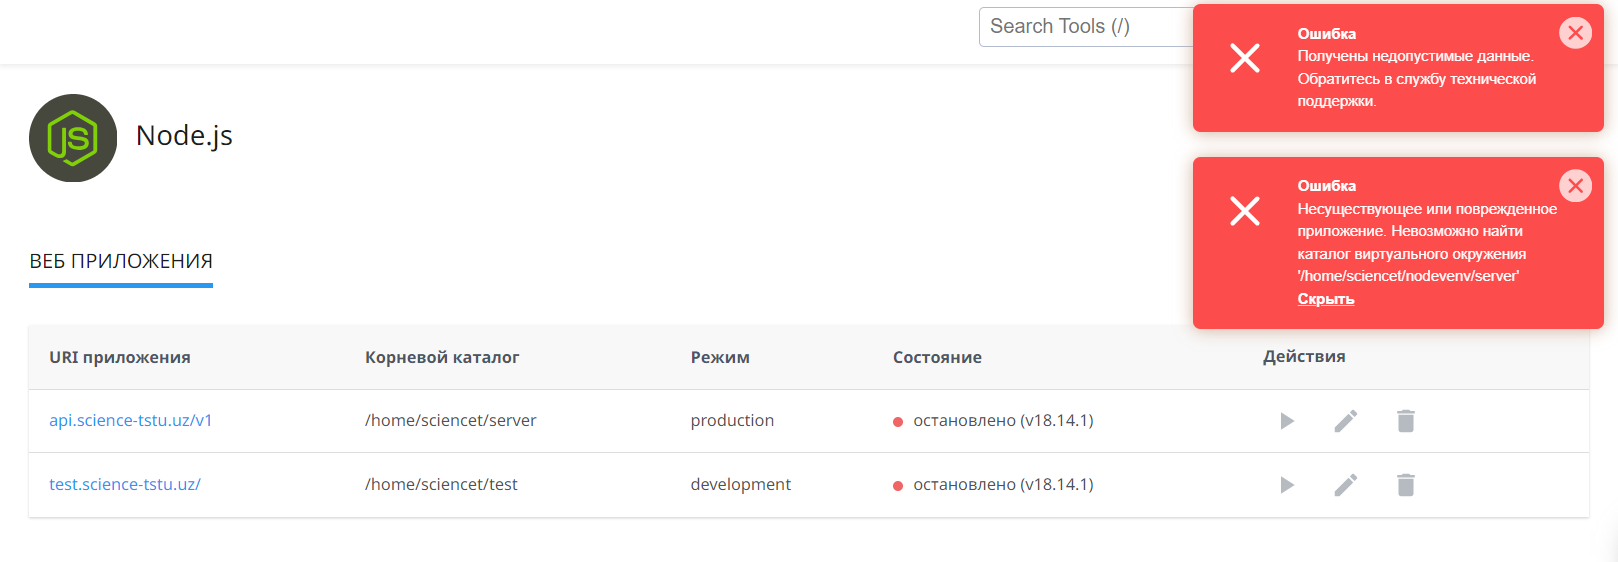 Search Tools (/)
Ошибка
Получены недопустимые данные.
Обратитесь в службу технической
поддержки.
JS
Node.js
Ошибка
Несуществующее или поврежденное
приложение. Невозможно найти
каталог виртуального окружения
'/home/sciencet/nodevenv/server'
Скрыть
ВЕБ ПРИЛОЖЕНИЯ
URI приложения Корневой каталог Режим Состояние Действия
api.science-tstu.uz/v1 /home/sciencet/server production остановлено (v18.14.1)
test.science-tstu.uz/ /home/sciencet/test development остановлено (v18.14.1)